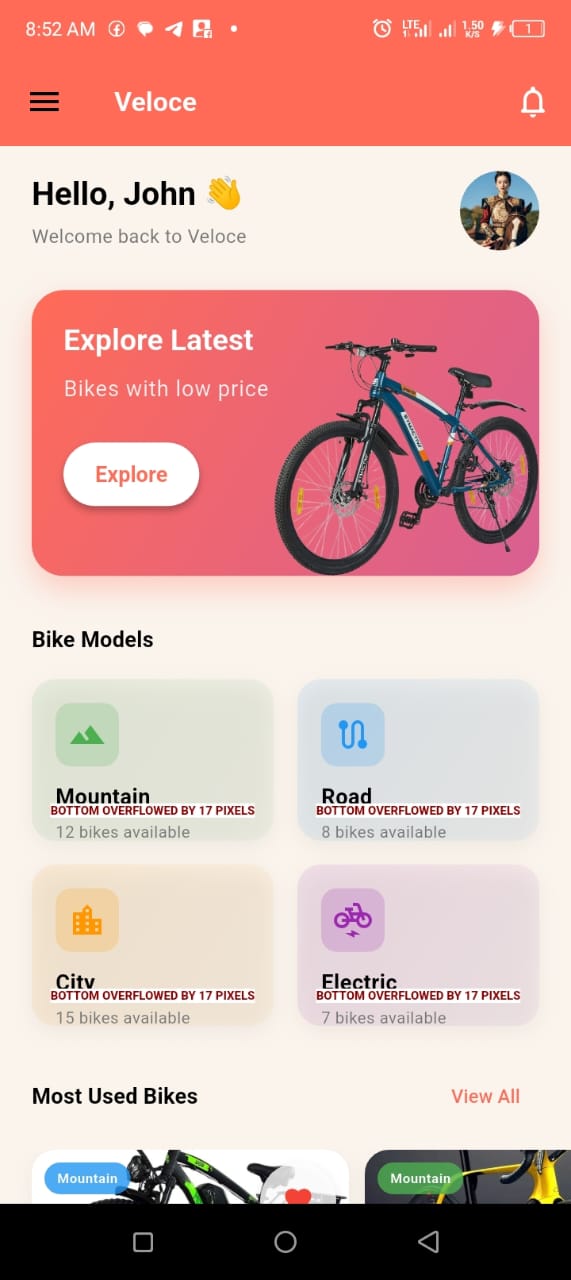 8:52 AM
LTE
1.50
K/S
1
Veloce
Hello, John 👋
Welcome back to Veloce
Explore Latest
Bikes with low price
Explore
Bike Models
Mountain
BOTTOM OVERFLOWED BY 17 PIXELS
12 bikes available
Road
BOTTOM OVERFLOWED BY 17 PIXELS
8 bikes available
City
BOTTOM OVERFLOWED BY 17 PIXELS
15 bikes available
Electric
BOTTOM OVERFLOWED BY 17 PIXELS
7 bikes available
Most Used Bikes
View All
Mountain
Mountain